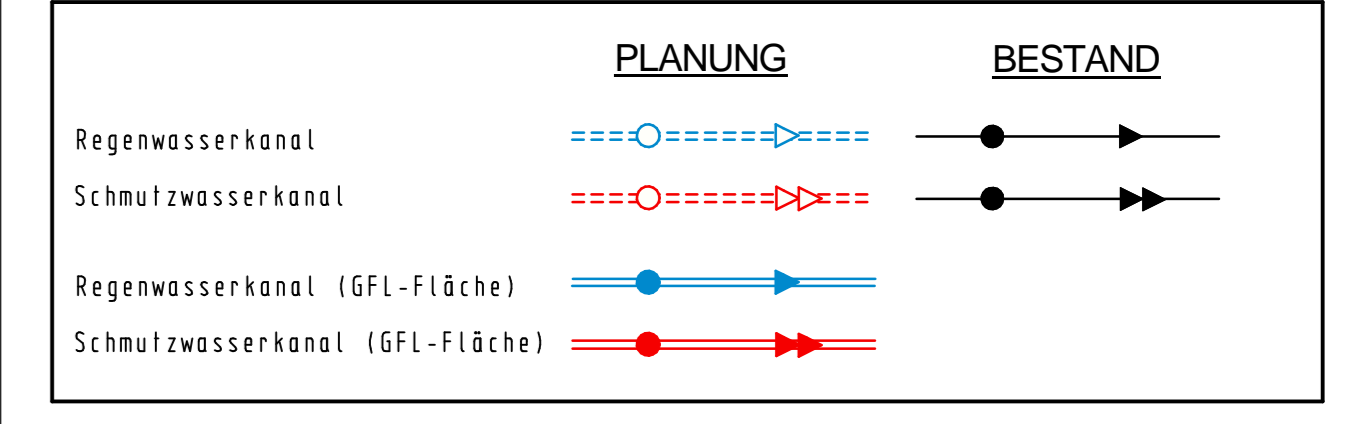 PLANUNG BESTAND
Regenwasserkanal
Schmutzwasserkanal
Regenwasserkanal (GFL-Fläche)
Schmutzwasserkanal (GFL-Fläche)